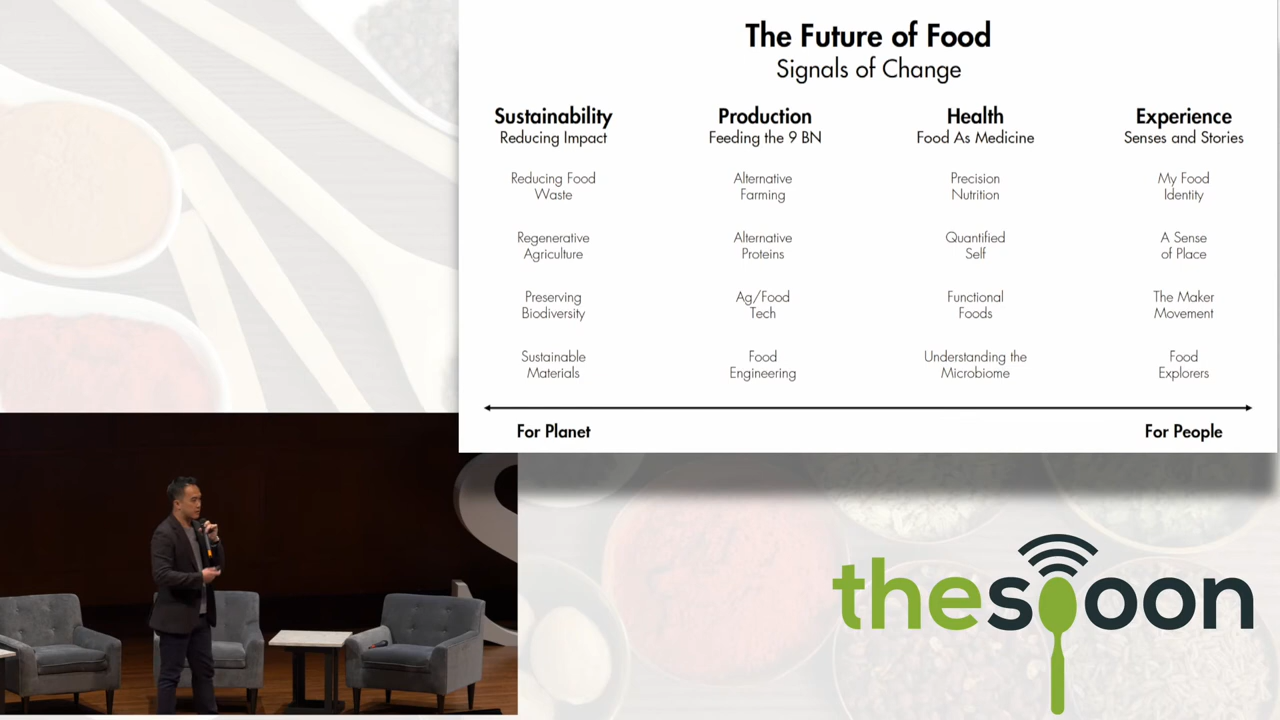 The Future of Food
Signals of Change
Sustainability
Reducing Impact
Reducing Food
Waste
Regenerative
Agriculture
Preserving
Biodiversity
Sustainable
Materials
Production
Feeding the 9 BN
Alternative
Farming
Alternative
Proteins
Ag/Food
Tech
Food
Engineering
Health
Food As Medicine
Precision
Nutrition
Quantified
Self
Functional
Foods
Understanding the
Microbiome
Experience
Senses and Stories
My Food
Identity
A Sense
of Place
The Maker
Movement
Food
Explorers
For Planet
For People
thespoon